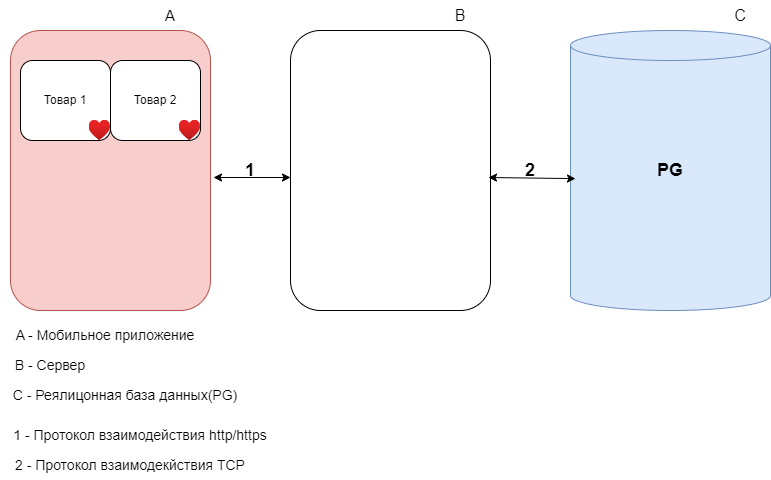 A
B
C
Товар 1
Товар 2
1
2
PG
A - Мобильное приложение
B - Сервер
C - Реялицонная база данных(PG)
1 - Протокол взаимодействия http/https
2 - Протокол взаимодекйствия TCP